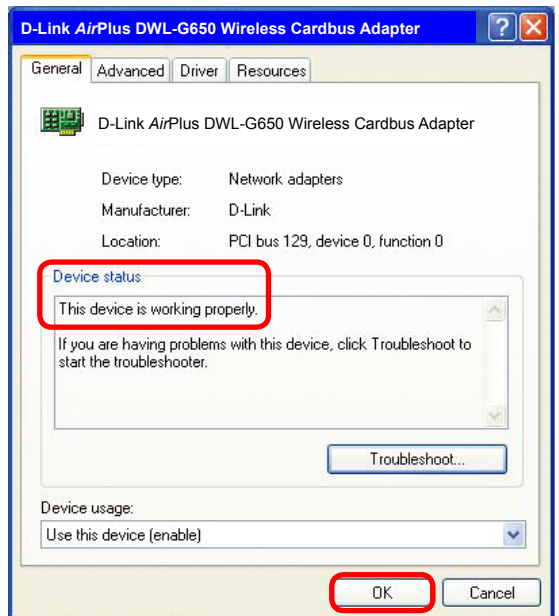 D-Link AirPlus DWL-G650 Wireless Cardbus Adapter
General Advanced Driver Resources
D-Link AirPlus DWL-G650 Wireless Cardbus Adapter
Device type: Network adapters
Manufacturer: D-Link
Location: PCI bus 129, device 0, function 0
Device status
This device is working properly.
If you are having problems with this device, click Troubleshoot to
start the troubleshooter.
Troubleshoot...
Device usage:
Use this device (enable)
OK Cancel